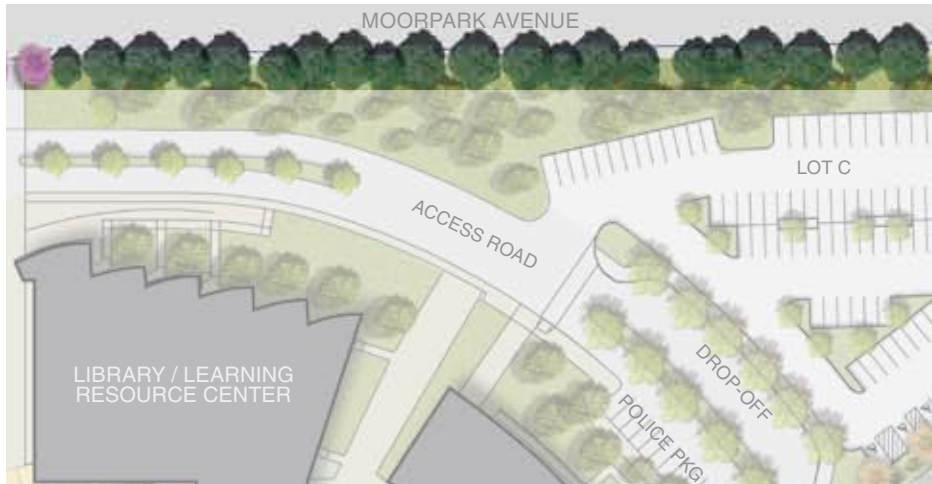 MOORPARK AVENUE
LOT C
ACCESS ROAD
LIBRARY / LEARNING
RESOURCE CENTER
DROP-OFF
POLICE PKG